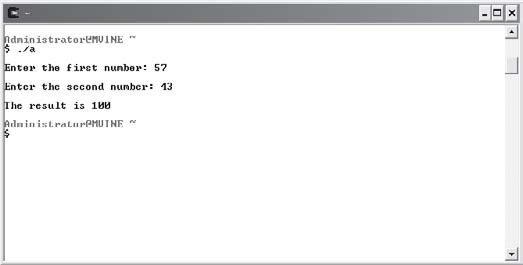 ~
Administrator@MVINE ~
$ ./a
Enter the first number: 57
Enter the second number: 43
The result is 100
Administrator@MVINE ~
$